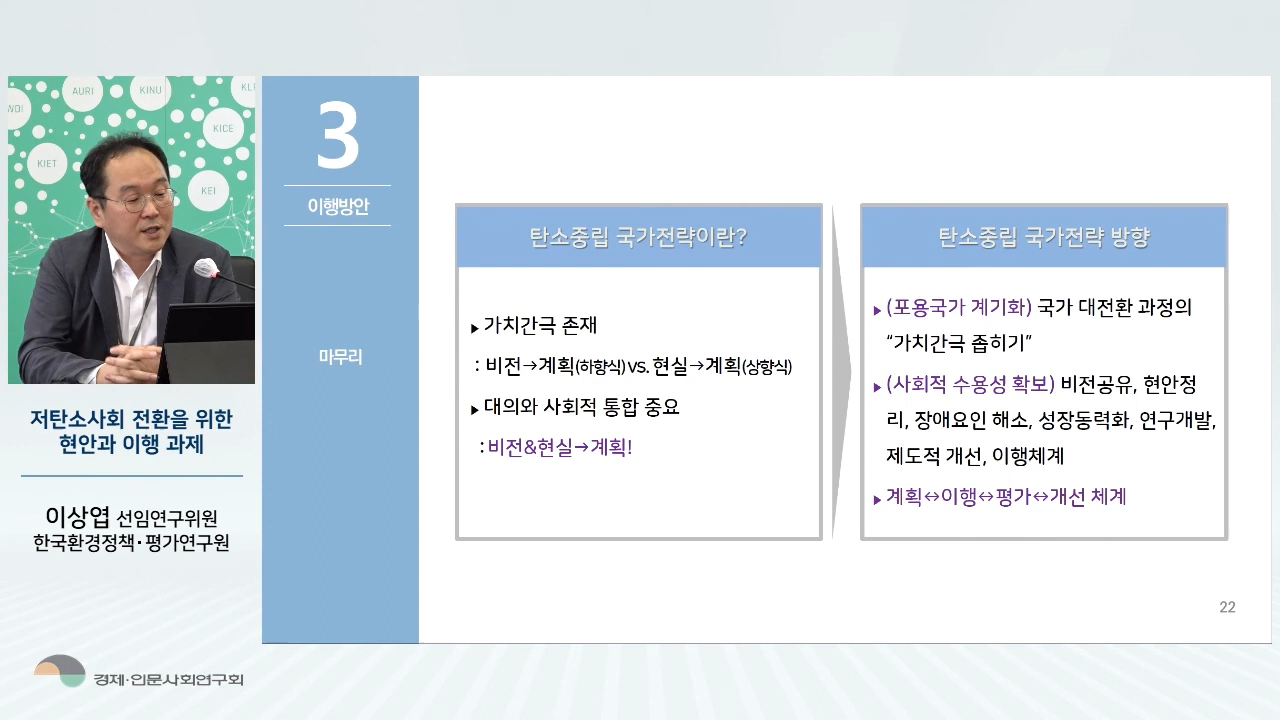 WDI
AURI
KINU
KL
KICE
KIET
KEI
저탄소사회 전환을 위한
현안과 이행 과제
이상엽 선임연구위원
한국환경정책·평가연구원
경제·인문사회연구회
3
이행방안
마무리
탄소중립 국가전략이란?
▸가치간극 존재
: 비전→계획(하향식) vs. 현실→계획(상향식)
▸대의와 사회적 통합 중요
: 비전&현실→계획!
탄소중립 국가전략 방향
▸(포용국가 계기화) 국가 대전환 과정의
“가치간극 좁히기”
▸(사회적 수용성 확보) 비전공유, 현안정
리, 장애요인 해소, 성장동력화, 연구개발,
제도적 개선, 이행체계
▸계획↔이행↔평가↔개선 체계
22